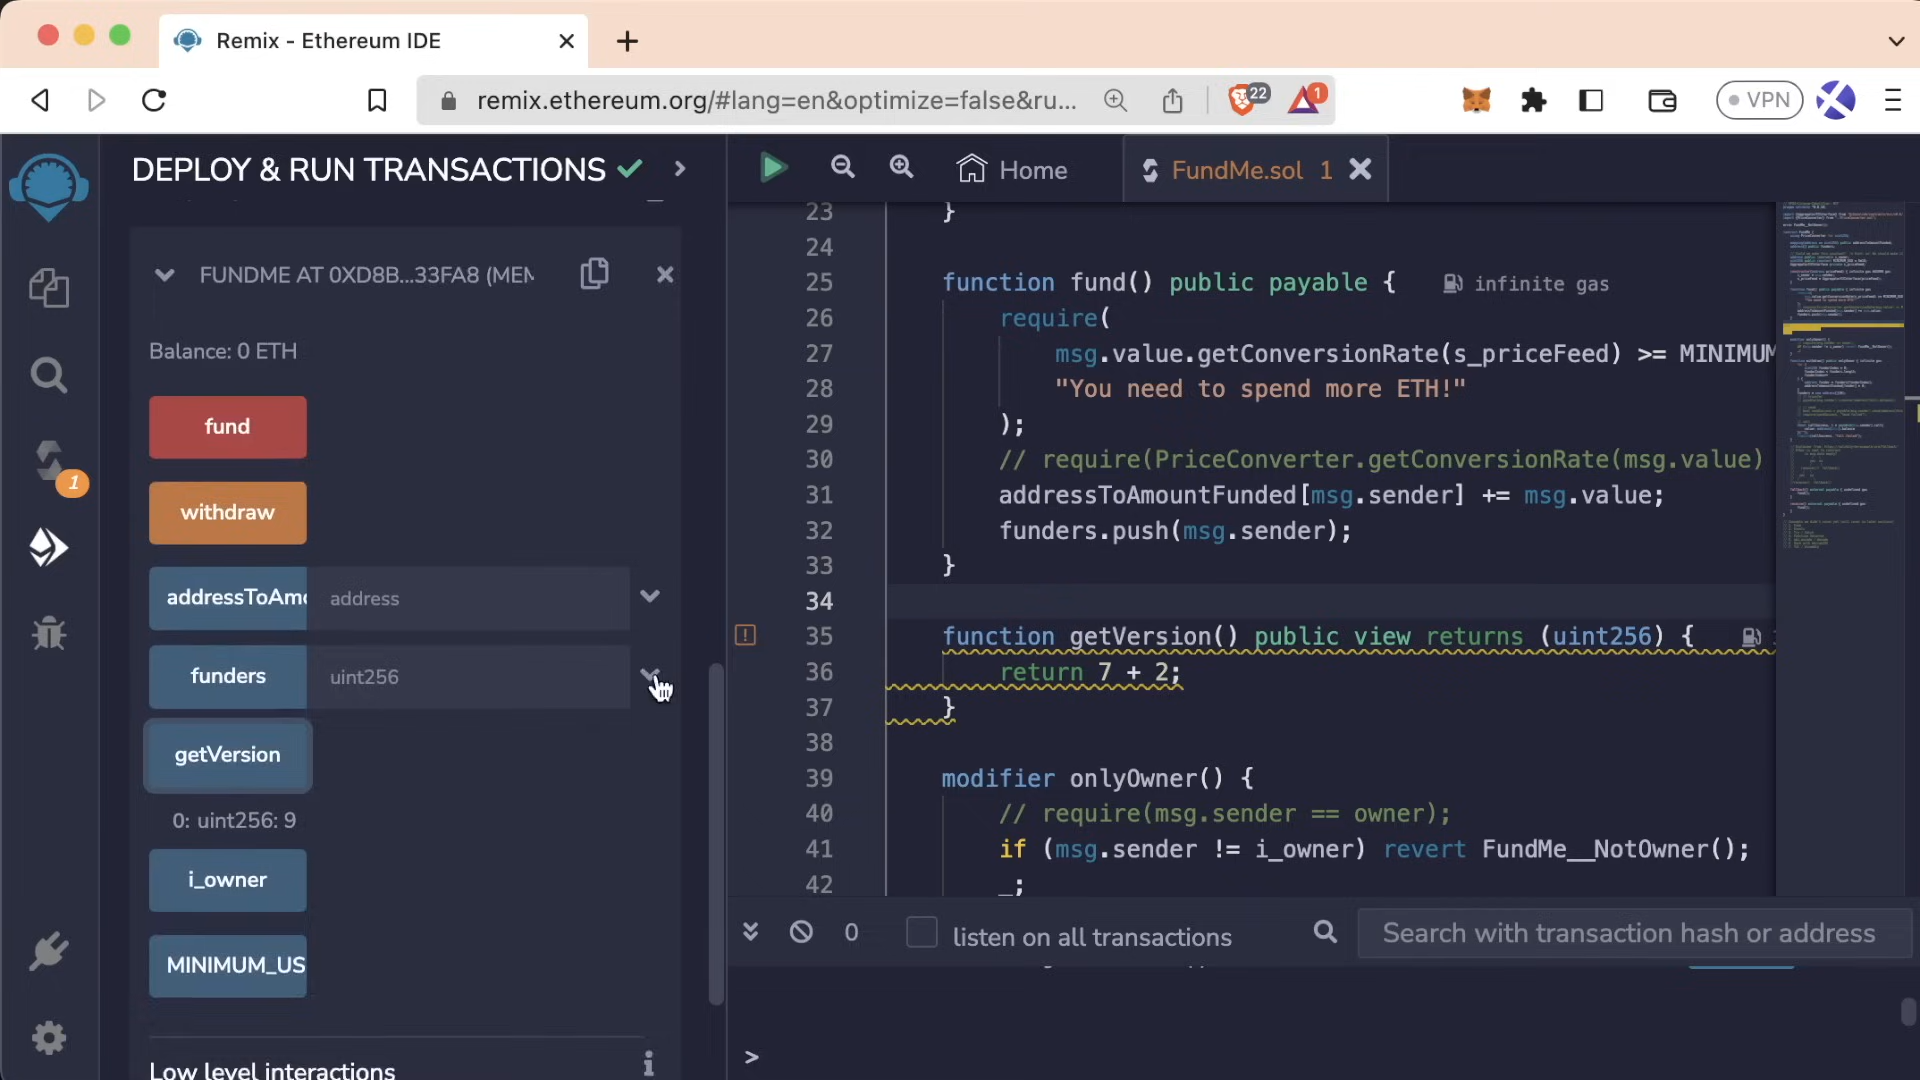 Remix - Ethereum IDE
remix.ethereum.org/#lang=en&optimize=false&ru...
22
1
VPN
DEPLOY & RUN TRANSACTIONS
Home
FundMe.sol 1
FUNDME AT 0XD8B...33FA8 (MEM
Balance: 0 ETH
fund
withdraw
addressToAmo
address
funders
uint256
getVersion
0: uint256: 9
i_owner
MINIMUM_US
Low level interactions
1
23 }
24
25 function fund() public payable { infinite gas
26 require(
27 msg.value.getConversionRate(s_priceFeed) >= MINIMUM
28 "You need to spend more ETH!"
29 );
30 // require(PriceConverter.getConversionRate(msg.value)
31 addressToAmountFunded[msg.sender] += msg.value;
32 funders.push(msg.sender);
33 }
34
35 function getVersion() public view returns (uint256) {
36 return 7 + 2;
37 }
38
39 modifier onlyOwner() {
40 // require(msg.sender == owner);
41 if (msg.sender != i_owner) revert FundMe__NotOwner();
42 _;
0
listen on all transactions
Search with transaction hash or address
>